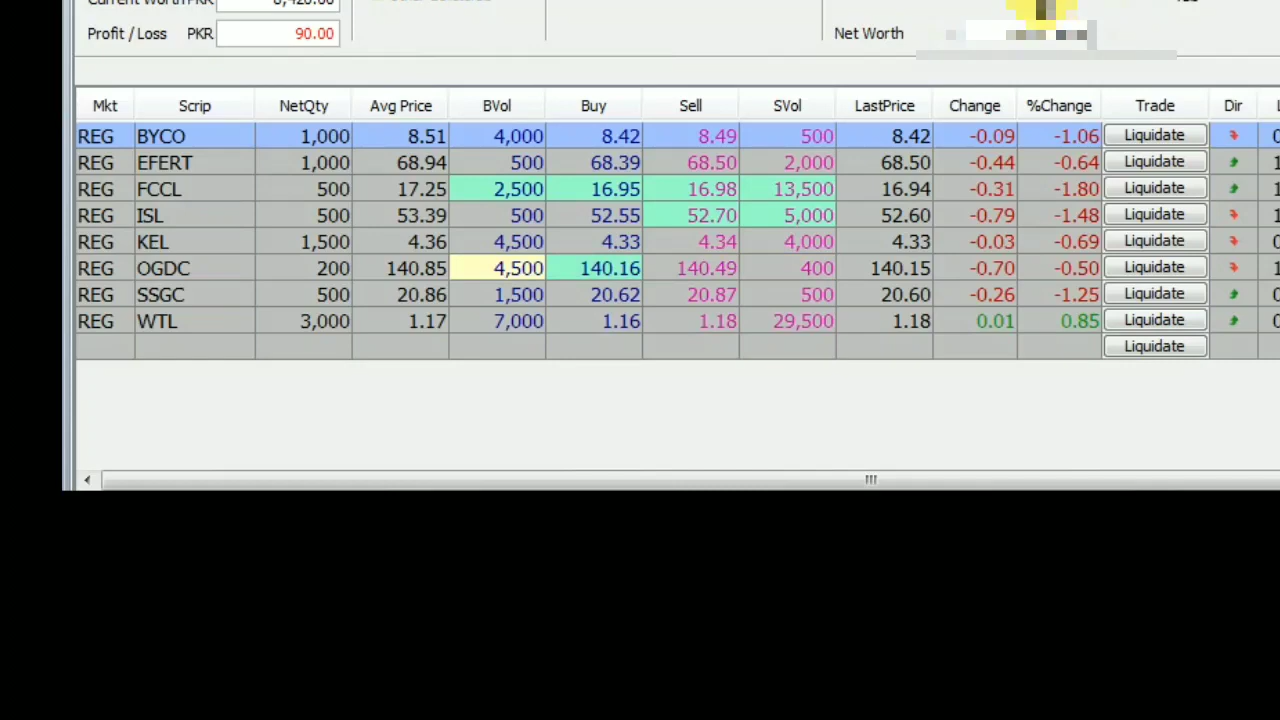 Current Worth PKR 8,420.00
Profit / Loss PKR 90.00 Net Worth
Mkt Scrip NetQty Avg Price BVol Buy Sell SVol LastPrice Change %Change Trade Dir
REG BYCO 1,000 8.51 4,000 8.42 8.49 500 8.42 -0.09 -1.06 Liquidate
REG EFERT 1,000 68.94 500 68.39 68.50 2,000 68.50 -0.44 -0.64 Liquidate
REG FCCL 500 17.25 2,500 16.95 16.98 13,500 16.94 -0.31 -1.80 Liquidate
REG ISL 500 53.39 500 52.55 52.70 5,000 52.60 -0.79 -1.48 Liquidate
REG KEL 1,500 4.36 4,500 4.33 4.34 4,000 4.33 -0.03 -0.69 Liquidate
REG OGDC 200 140.85 4,500 140.16 140.49 400 140.15 -0.70 -0.50 Liquidate
REG SSGC 500 20.86 1,500 20.62 20.87 500 20.60 -0.26 -1.25 Liquidate
REG WTL 3,000 1.17 7,000 1.16 1.18 29,500 1.18 0.01 0.85 Liquidate
Liquidate